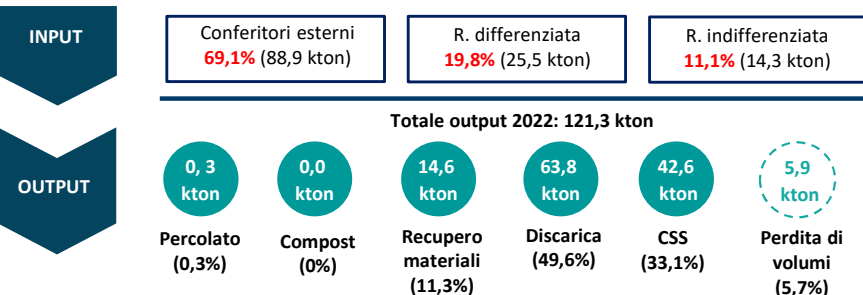 INPUT
Conferitori esterni
69,1% (88,9 kton)
R. differenziata
19,8% (25,5 kton)
R. indifferenziata
11,1% (14,3 kton)
Totale output 2022: 121,3 kton
OUTPUT
0, 3
kton
0,0
kton
14,6
kton
63,8
kton
42,6
kton
5,9
kton
Percolato
(0,3%)
Compost
(0%)
Recupero
materiali
(11,3%)
Discarica
(49,6%)
CSS
(33,1%)
Perdita di
volumi
(5,7%)